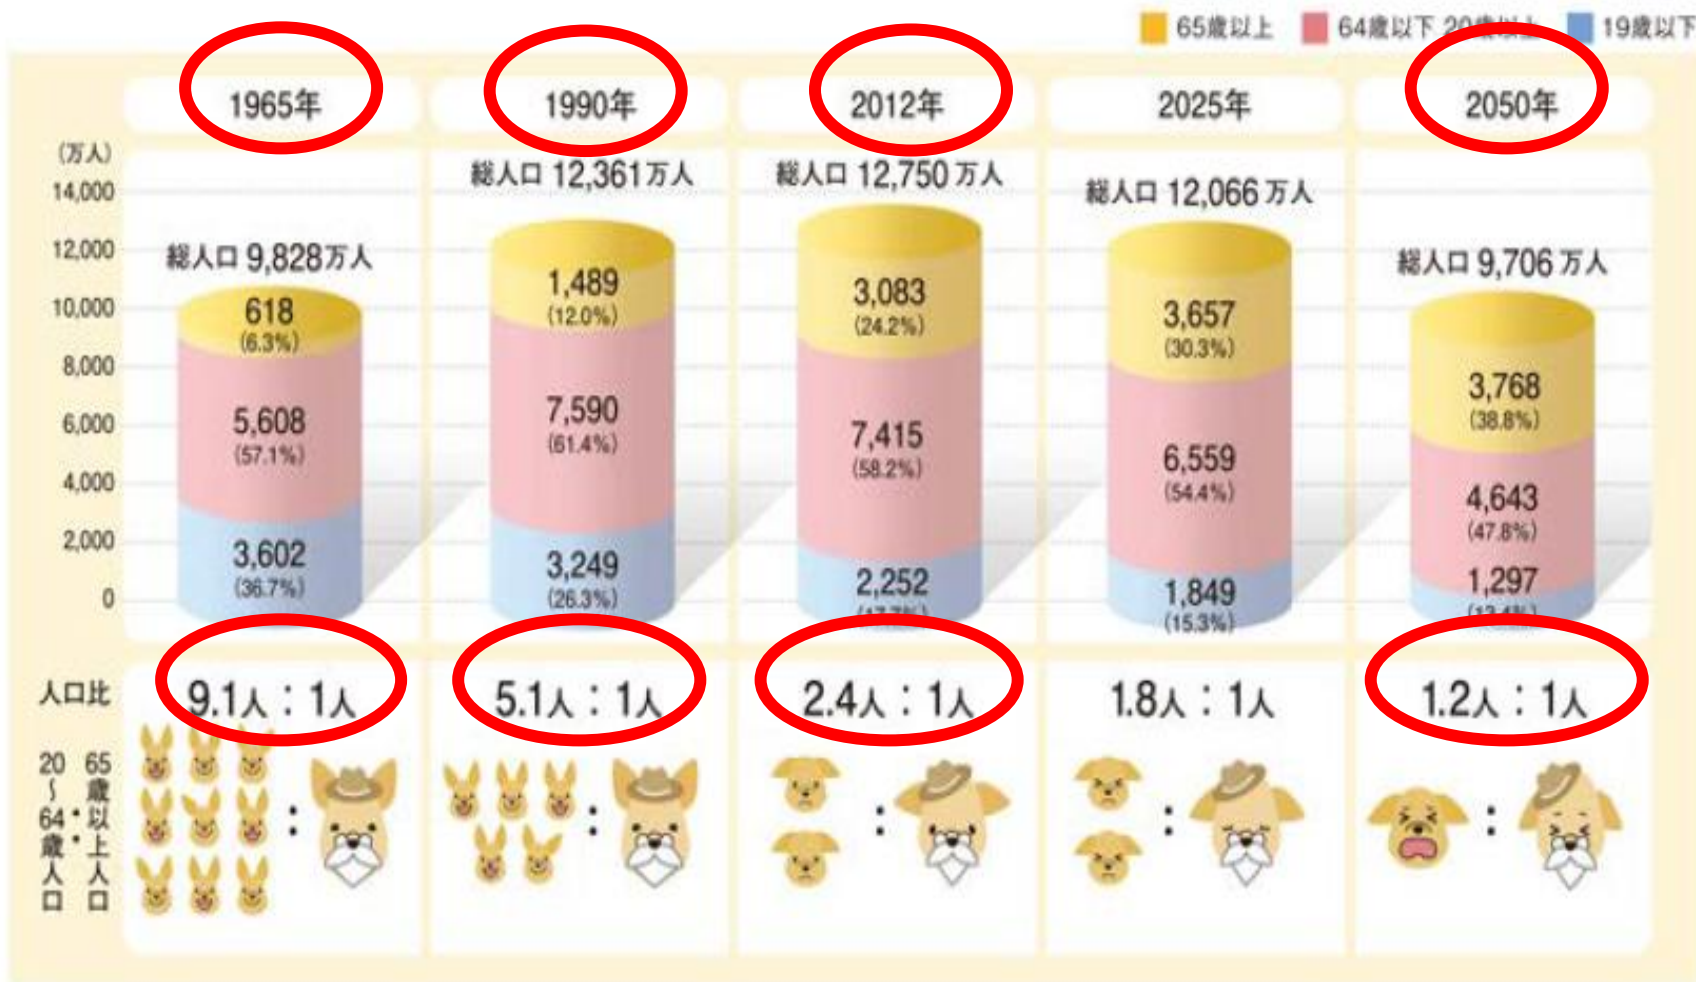 65歳以上 64歳以下 20歳以上 19歳以下
1965年 1990年 2012年 2025年 2050年
(万人)
14,000
12,000
10,000
8,000
6,000
4,000
2,000
0
総人口 9,828万人
618
(6.3%)
5,608
(57.1%)
3,602
(36.7%)
総人口 12,361万人
1,489
(12.0%)
7,590
(61.4%)
3,249
(26.3%)
総人口 12,750万人
3,083
(24.2%)
7,415
(58.2%)
2,252
(17.7%)
総人口 12,066万人
3,657
(30.3%)
6,559
(54.4%)
1,849
(15.3%)
総人口 9,706万人
3,768
(38.8%)
4,643
(47.8%)
1,297
(13.4%)
人口比
9.1人：1人
5.1人：1人
2.4人：1人
1.8人：1人
1.2人：1人
65歳以上人口
：
20～64歳人口
:
:
:
:
: